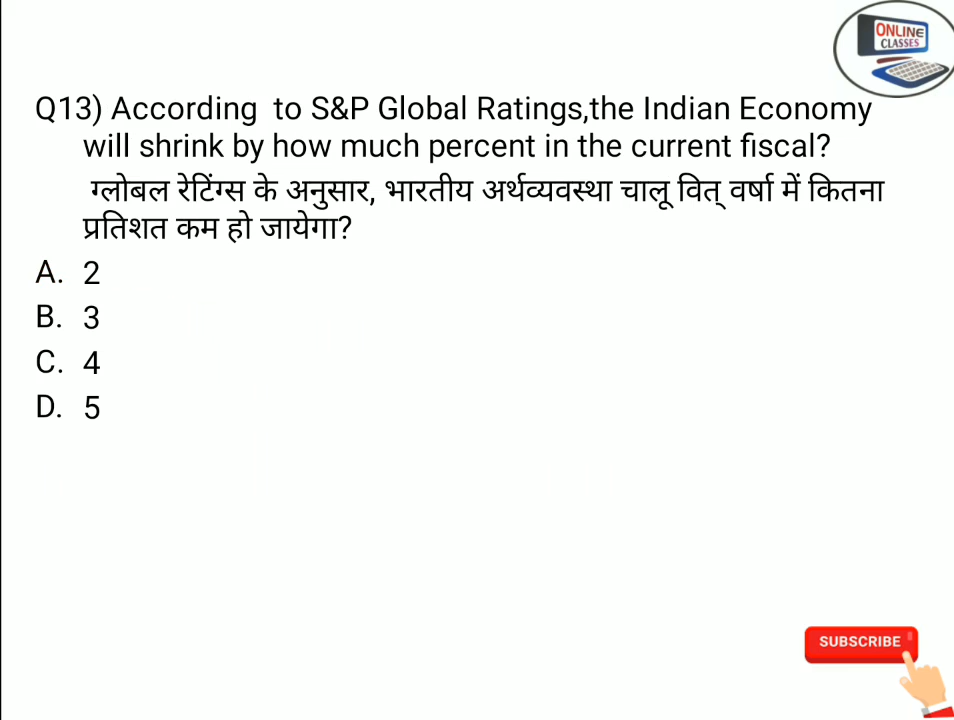 ONLINE
CLASSES
Q13) According to S&P Global Ratings,the Indian Economy
will shrink by how much percent in the current fiscal?
ग्लोबल रेटिंग्स के अनुसार, भारतीय अर्थव्यवस्था चालू वित् वर्षा में कितना
प्रतिशत कम हो जायेगा?
A. 2
B. 3
C. 4
D. 5
SUBSCRIBE